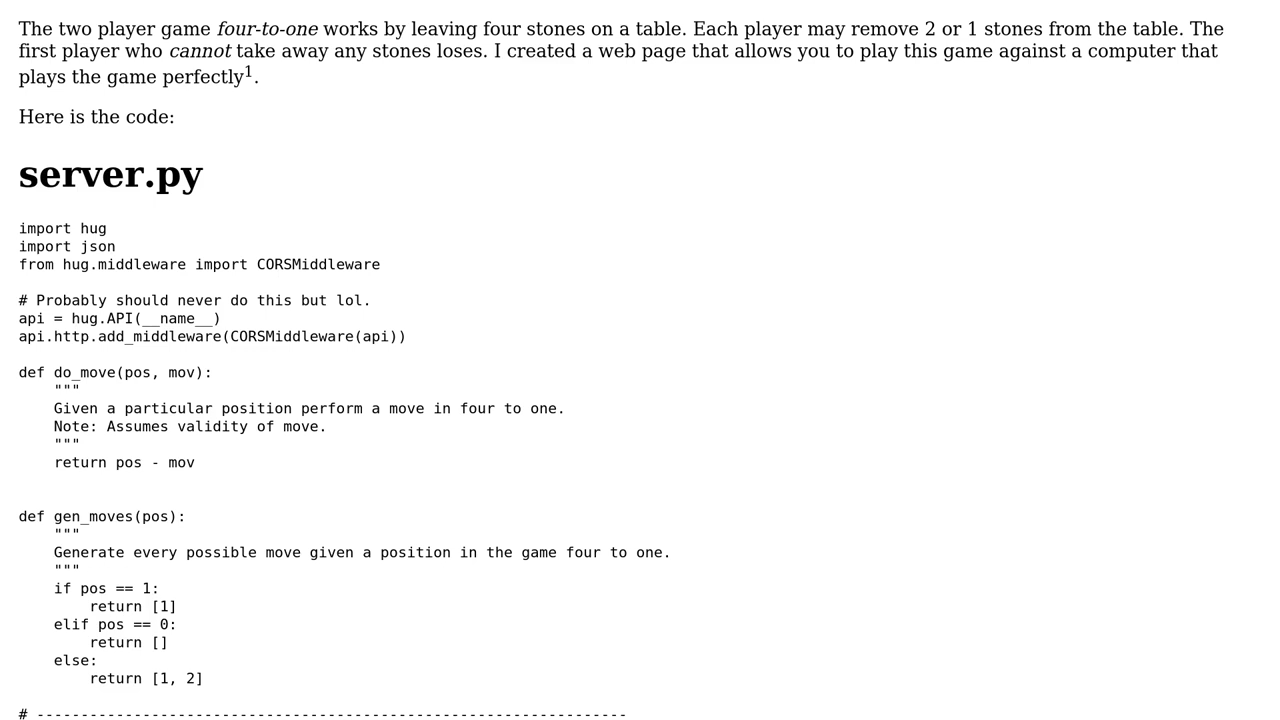 The two player game four-to-one works by leaving four stones on a table. Each player may remove 2 or 1 stones from the table. The
first player who cannot take away any stones loses. I created a web page that allows you to play this game against a computer that
plays the game perfectly1.
Here is the code:
server.py
import hug
import json
from hug.middleware import CORSMiddleware
# Probably should never do this but lol.
api = hug.API(__name__)
api.http.add_middleware(CORSMiddleware(api))
def do_move(pos, mov):
    """
    Given a particular position perform a move in four to one.
    Note: Assumes validity of move.
    """
    return pos - mov
def gen_moves(pos):
    """
    Generate every possible move given a position in the game four to one.
    """
    if pos == 1:
        return [1]
    elif pos == 0:
        return []
    else:
        return [1, 2]
# -------------------------------------------------------------------